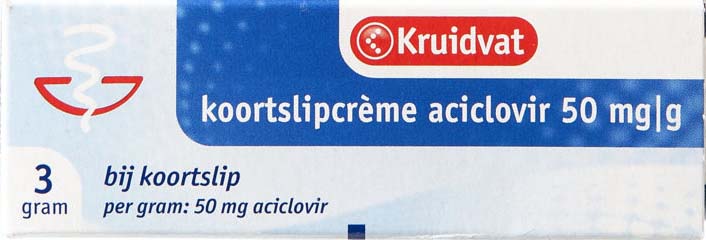 Kruidvat
koortslipcrème aciclovir 50 mg|g
3
gram
bij koortslip
per gram: 50 mg aciclovir